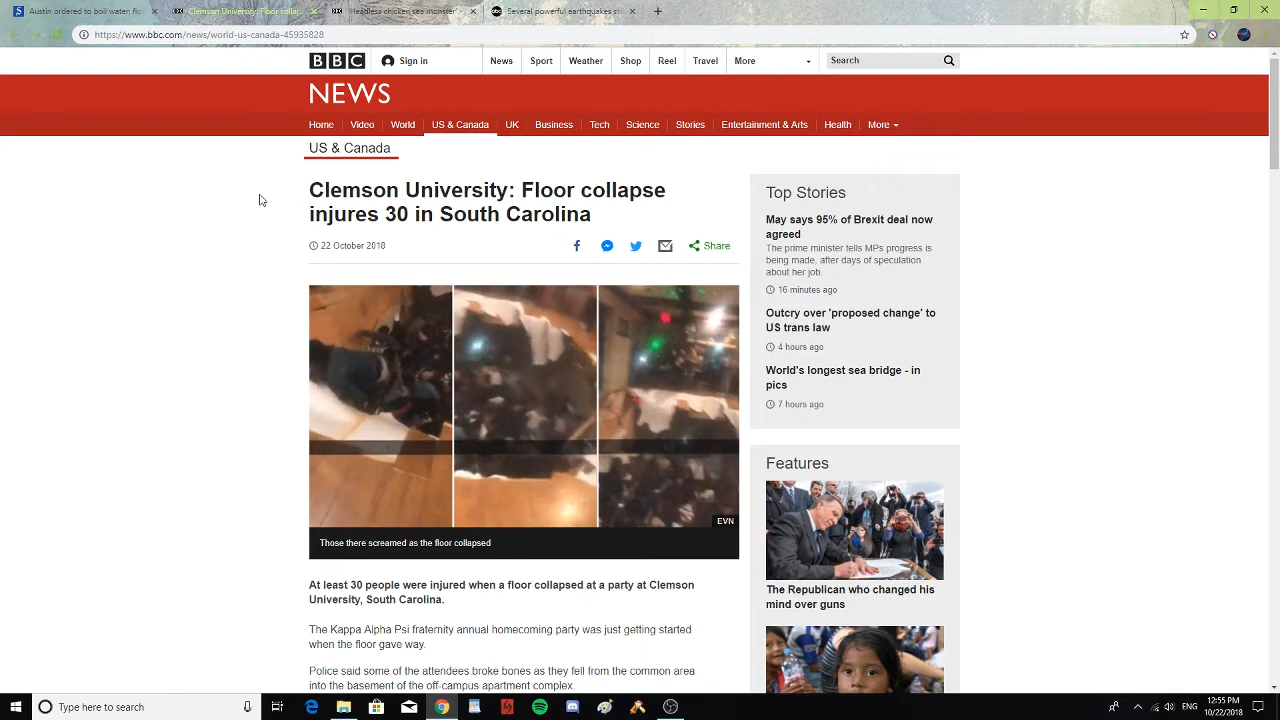 Austin ordered to boil water: flo
Clemson University: Floor collap
'Headless chicken sea monster'
Several powerful earthquakes st
https://www.bbc.com/news/world-us-canada-45935828
BBC Sign in News Sport Weather Shop Reel Travel More Search
NEWS
Home Video World US & Canada UK Business Tech Science Stories Entertainment & Arts Health More
US & Canada
Clemson University: Floor collapse
injures 30 in South Carolina
22 October 2018
Share
EVN
Those there screamed as the floor collapsed
At least 30 people were injured when a floor collapsed at a party at Clemson
University, South Carolina.
The Kappa Alpha Psi fraternity annual homecoming party was just getting started
when the floor gave way.
Police said some of the attendees broke bones as they fell from the common area
into the basement of the off-campus apartment complex.
Top Stories
May says 95% of Brexit deal now
agreed
The prime minister tells MPs progress is
being made, after days of speculation
about her job.
16 minutes ago
Outcry over 'proposed change' to
US trans law
4 hours ago
World's longest sea bridge - in
pics
7 hours ago
Features
The Republican who changed his
mind over guns
Type here to search
ENG
12:55 PM
10/22/2018